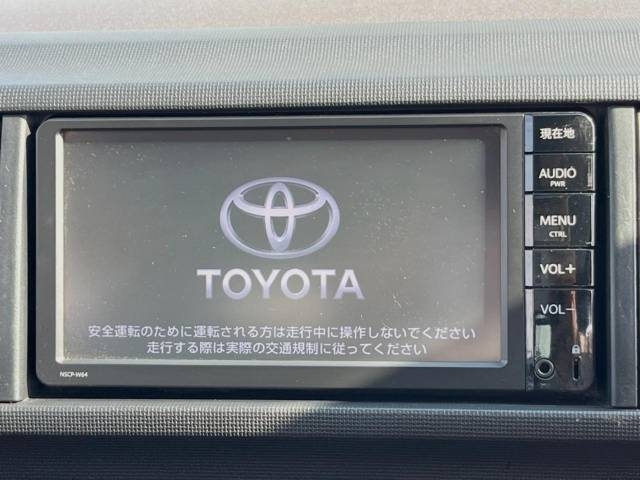 現在地
AUDIO
PWR
MENU
CTRL
VOL+
VOL−
TOYOTA
安全運転のために運転される方は走行中に操作しないでください
走行する際は実際の交通規制に従ってください
NSCP-W64